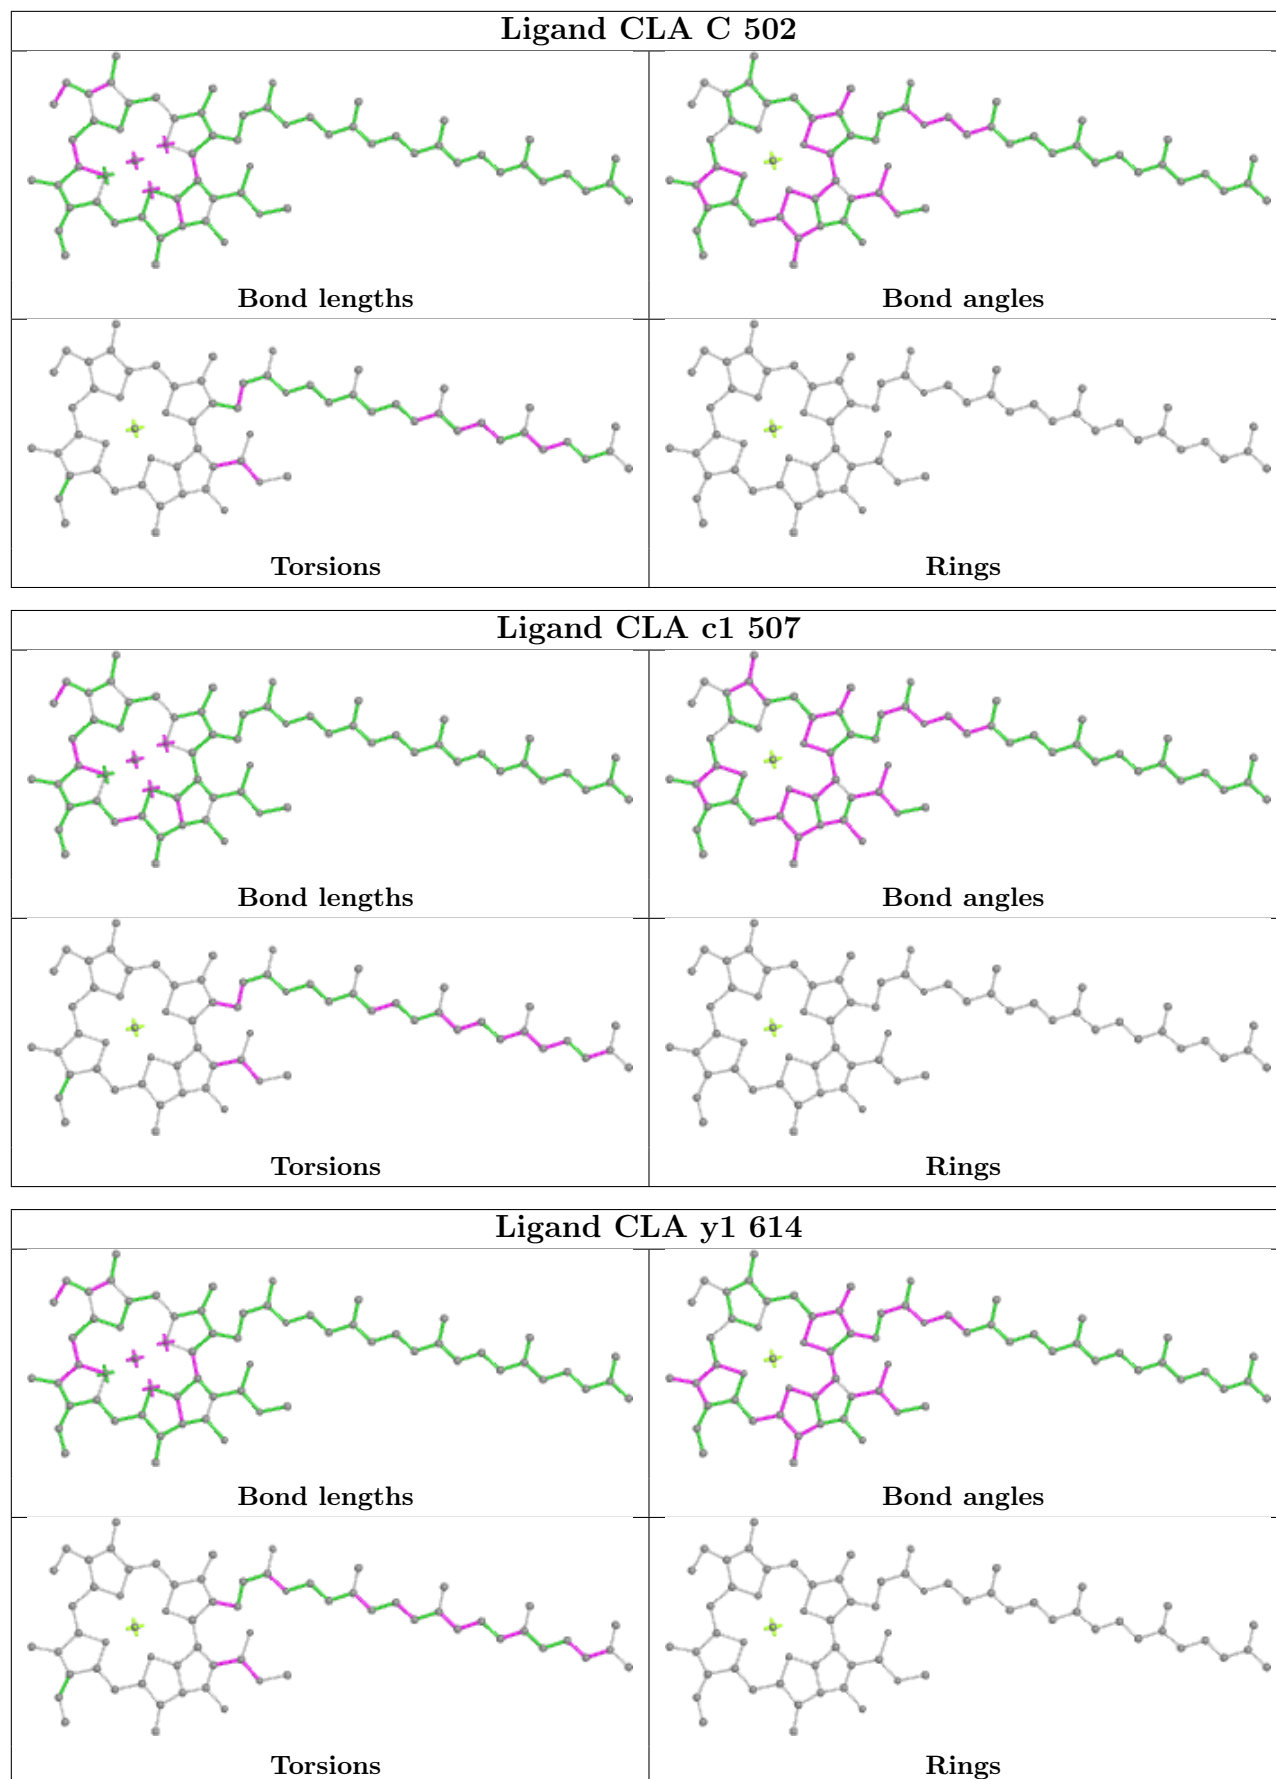 Ligand CLA C 502
Bond lengths
Bond angles
Torsions
Rings
Ligand CLA c1 507
Bond lengths
Bond angles
Torsions
Rings
Ligand CLA y1 614
Bond lengths
Bond angles
Torsions
Rings